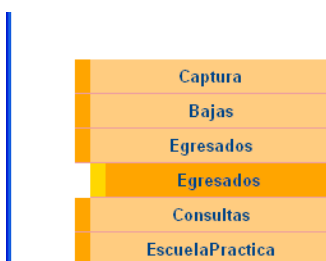 Captura
Bajas
Egresados
Egresados
Consultas
EscuelaPractica